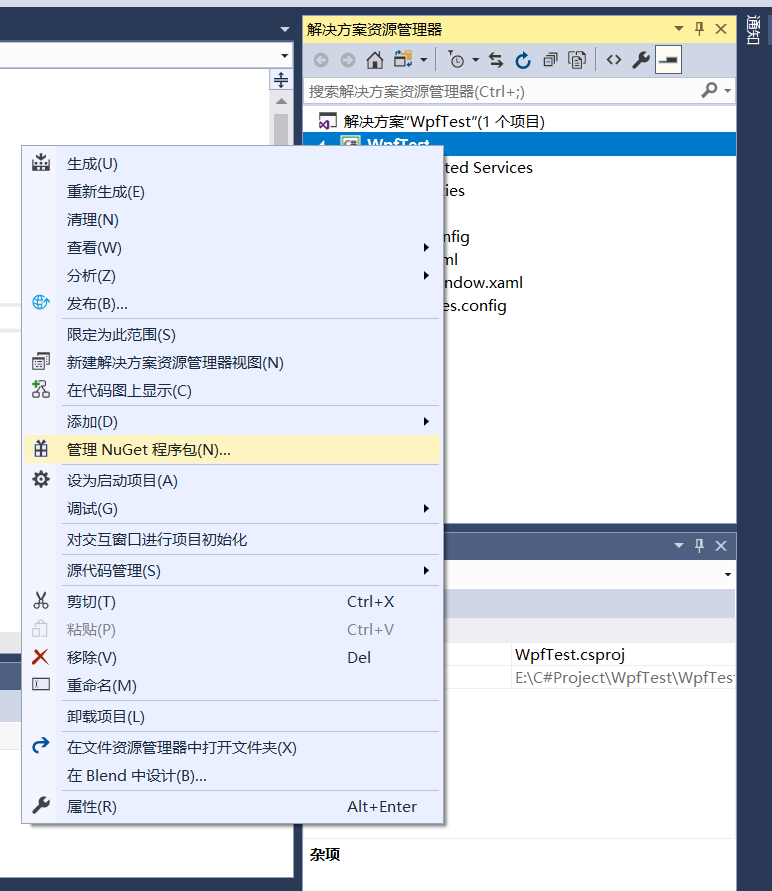 解决方案资源管理器
通知
搜索解决方案资源管理器(Ctrl+;)
解决方案"WpfTest"(1 个项目)
WpfTest
ted Services
ies
nfig
ml
ndow.xaml
es.config
生成(U)
重新生成(E)
清理(N)
查看(W)
分析(Z)
发布(B)...
限定为此范围(S)
新建解决方案资源管理器视图(N)
在代码图上显示(C)
添加(D)
管理 NuGet 程序包(N)...
设为启动项目(A)
调试(G)
对交互窗口进行项目初始化
源代码管理(S)
剪切(T) Ctrl+X
粘贴(P) Ctrl+V
移除(V) Del
重命名(M)
卸载项目(L)
在文件资源管理器中打开文件夹(X)
在 Blend 中设计(B)...
属性(R) Alt+Enter
WpfTest.csproj
E:\C#Project\WpfTest\WpfTes
杂项